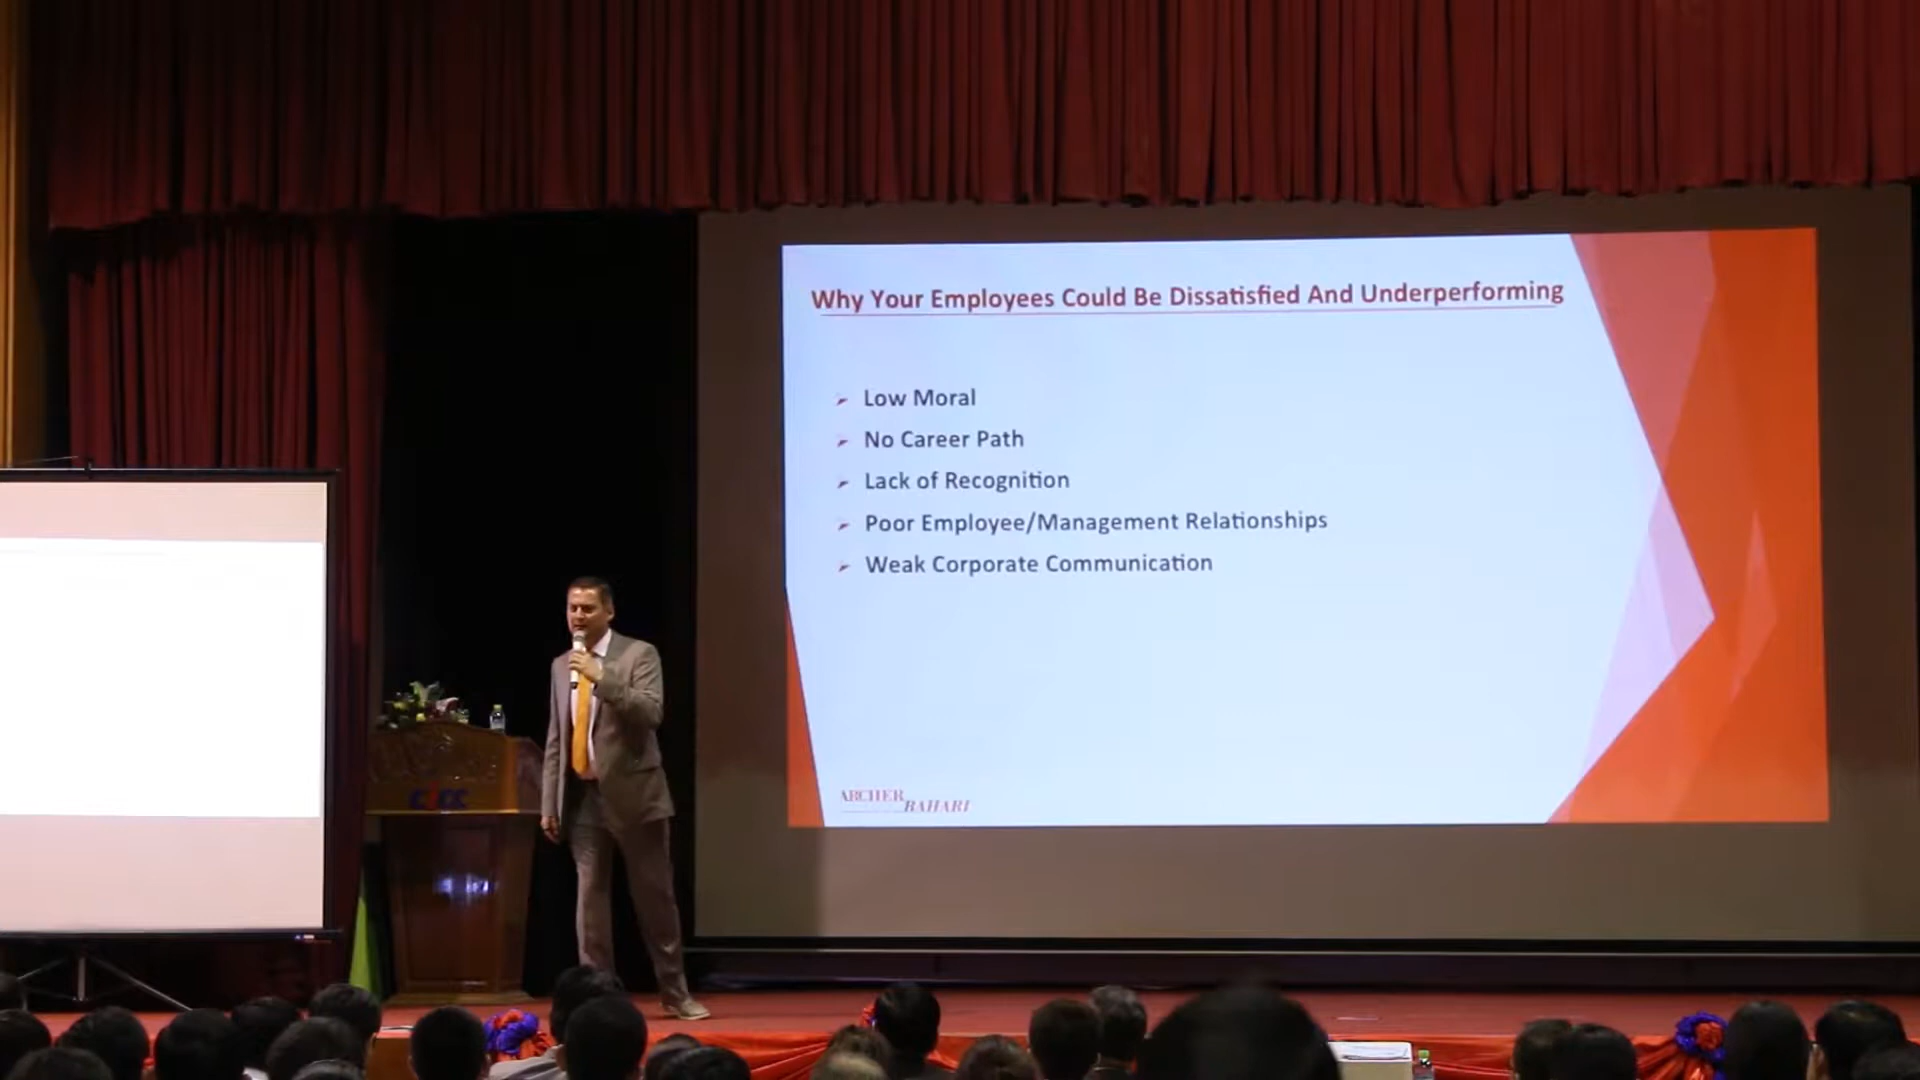 Why Your Employees Could Be Dissatisfied And Underperforming
Low Moral
No Career Path
Lack of Recognition
Poor Employee/Management Relationships
Weak Corporate Communication
ARCHER
BAHARI
CJCC